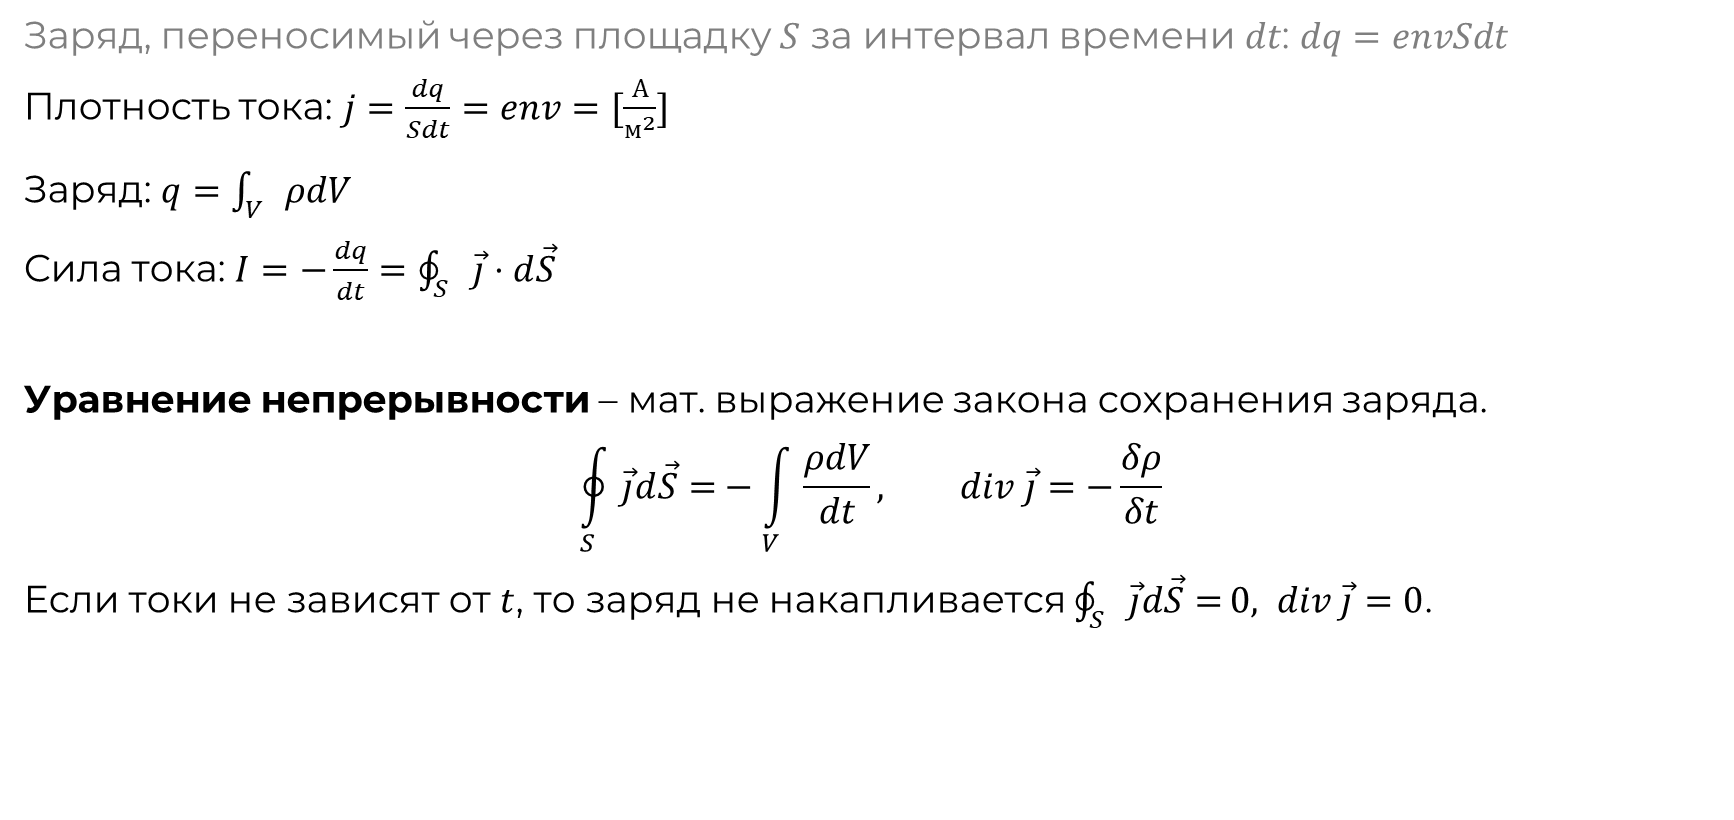 Заряд, переносимый через площадку S за интервал времени dt: dq = envSdt
Плотность тока: j = dq/Sdt = env = [А/м²]
Заряд: q = ∫_V ρdV
Сила тока: I = −dq/dt = ∮_S j⃗ · dS⃗
Уравнение непрерывности – мат. выражение закона сохранения заряда.
∮_S j⃗dS⃗ = − ∫_V ρdV/dt, div j⃗ = − δρ/δt
Если токи не зависят от t, то заряд не накапливается ∮_S j⃗dS⃗ = 0, div j⃗ = 0.